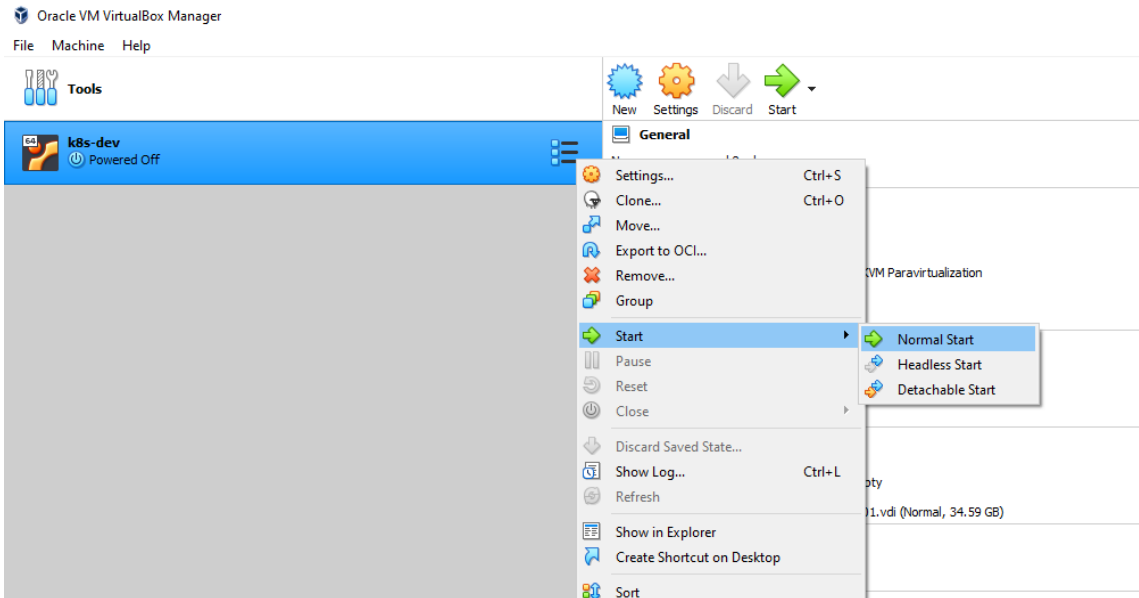 Oracle VM VirtualBox Manager
File Machine Help
Tools
New Settings Discard Start
64
k8s-dev
Powered Off
General
Settings... Ctrl+S
Clone... Ctrl+O
Move...
Export to OCI...
Remove...
Group
Start
Pause
Reset
Close
Discard Saved State...
Show Log... Ctrl+L
Refresh
Show in Explorer
Create Shortcut on Desktop
Sort
Normal Start
Headless Start
Detachable Start
Paravirtualization
.vdi (Normal, 34.59 GB)